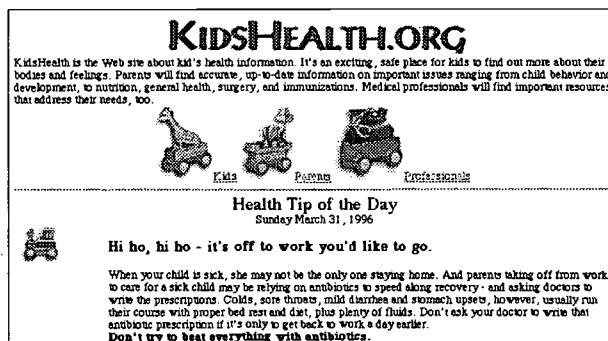 KIDSHEALTH.ORG
KidsHealth is the Web site about kid's health information. It's an exciting, safe place for kids to find out more about their
bodies and feelings. Parents will find accurate, up-to-date information on important issues ranging from child behavior and
development, to nutrition, general health, surgery, and immunizations. Medical professionals will find important resources
that address their needs, too.
Kids Parents Professionals
Health Tip of the Day
Sunday March 31, 1996
Hi ho, hi ho - it's off to work you'd like to go.
When your child is sick, she may not be the only one staying home. And parents taking off from work
to care for a sick child may be relying on antibiotics to speed along recovery - and asking doctors to
write the prescriptions. Colds, sore throats, mild diarrhea and stomach upsets, however, usually run
their course with proper bed rest and diet, plus plenty of fluids. Don't ask your doctor to write that
antibiotic prescription if it's only to get back to work a day earlier.
Don't try to beat everything with antibiotics.